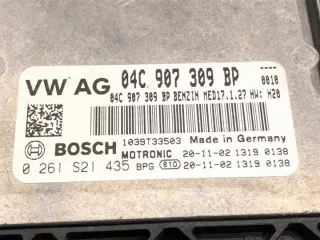 VW AG 04C 907 309 BP
04C 907 309 BP BENZIN MED17.1.27 HW: H20 0010
BOSCH 1039T33503 Made in Germany
MOTRONIC 20-11-02 1319 0138
0 261 S21 435 BPG 810 20-11-02 1319 0138